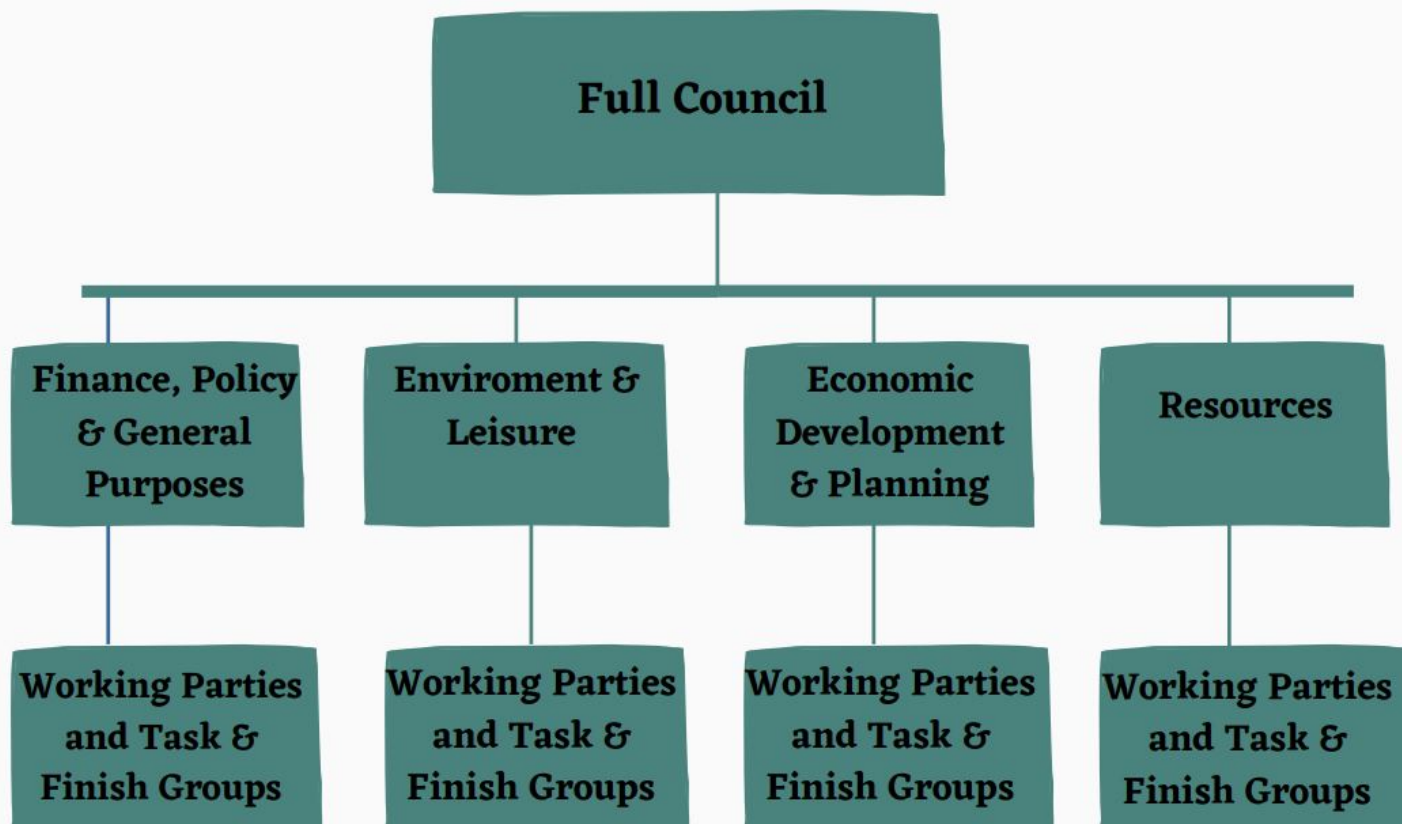 Full Council
Finance, Policy
& General
Purposes
Enviroment &
Leisure
Economic
Development
& Planning
Resources
Working Parties
and Task &
Finish Groups
Working Parties
and Task &
Finish Groups
Working Parties
and Task &
Finish Groups
Working Parties
and Task &
Finish Groups